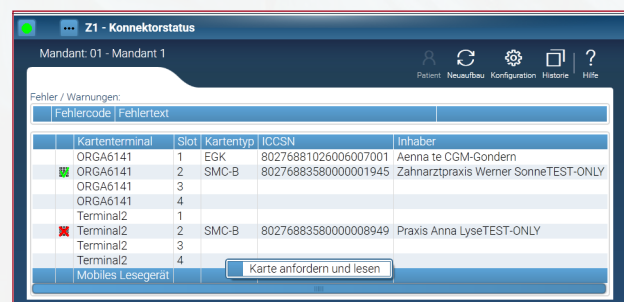 Z1 - Konnektorstatus
Mandant: 01 - Mandant 1
Patient Neuaufbau Konfiguration Historie Hilfe
Fehler / Warnungen:
Fehlercode Fehlertext
Kartenterminal Slot Kartentyp ICCSN Inhaber
ORGA6141 1 EGK 80276881026006007001 Aenna te CGM-Gondern
ORGA6141 2 SMC-B 80276883580000001945 Zahnarztpraxis Werner SonneTEST-ONLY
ORGA6141 3
ORGA6141 4
Terminal2 1
Terminal2 2 SMC-B 80276883580000008949 Praxis Anna LyseTEST-ONLY
Terminal2 3
Terminal2 4
Karte anfordern und lesen
Mobiles Lesegerät